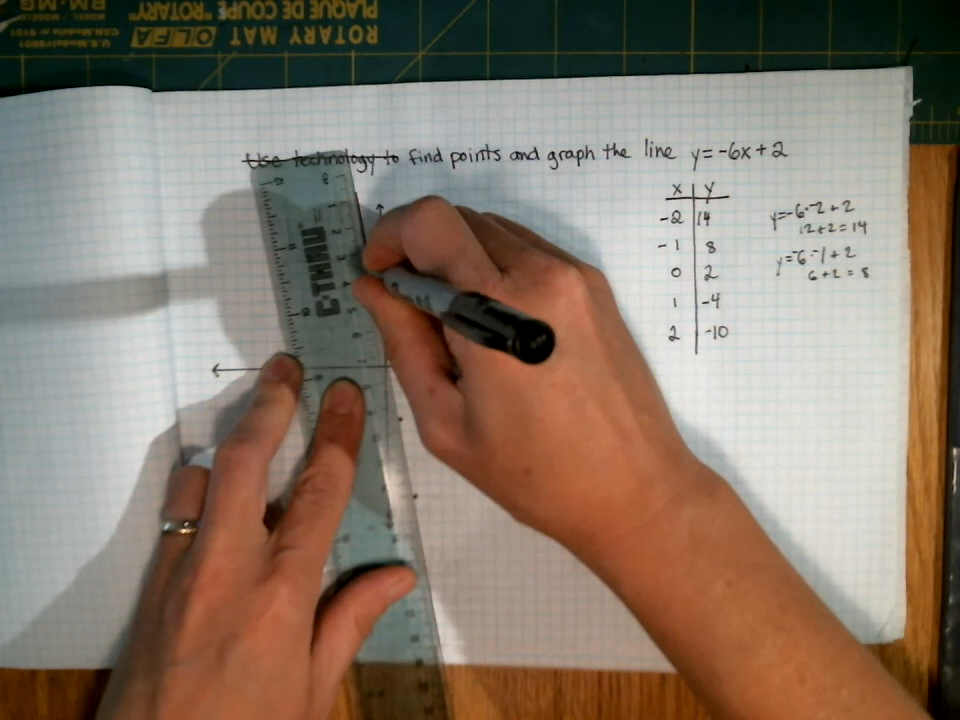 ROTARY MAT OLFA PLAQUE DE COUPE "ROTARY"
Use technology to find points and graph the line y=-6x+2
x y
-2 14
-1 8
0 2
1 -4
2 -10
y=-6·-2+2
12+2=14
y=-6·-1+2
6+2=8
C-THRU